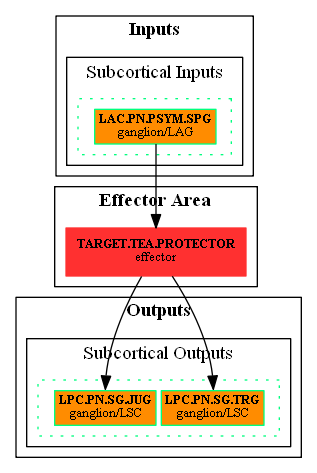 Inputs
Subcortical Inputs
LAC.PN.PSYM.SPG
ganglion/LAG
Effector Area
TARGET.TEA.PROTECTOR
effector
Outputs
Subcortical Outputs
LPC.PN.SG.JUG LPC.PN.SG.TRG
ganglion/LSC ganglion/LSC